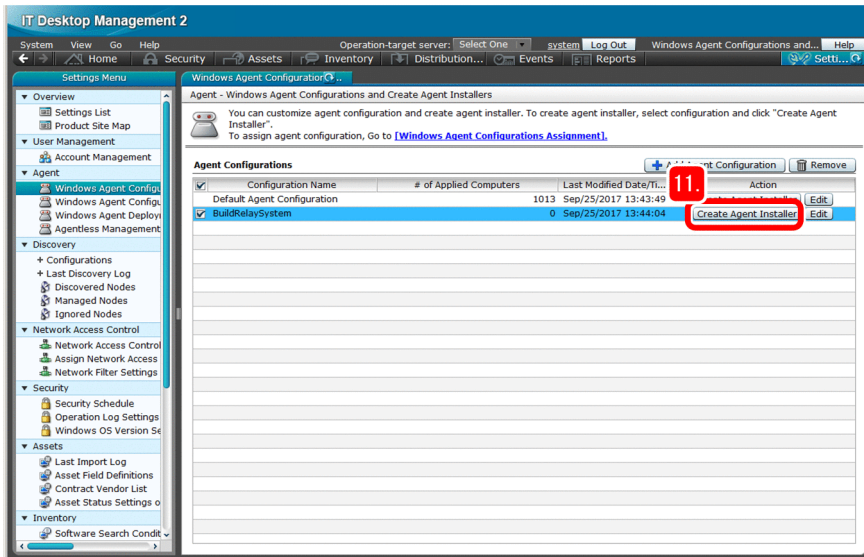 IT Desktop Management 2
System View Go Help Operation-target server: Select One system Log Out Windows Agent Configurations and... Help
Home Security Assets Inventory Distribution... Events Reports Setti...
Settings Menu
Windows Agent Configuration ..
Overview
Settings List
Product Site Map
User Management
Account Management
Agent
Windows Agent Configu
Windows Agent Configu
Windows Agent Deploy
Agentless Management
Discovery
+ Configurations
+ Last Discovery Log
Discovered Nodes
Managed Nodes
Ignored Nodes
Network Access Control
Network Access Control
Assign Network Access
Network Filter Settings
Security
Security Schedule
Operation Log Settings
Windows OS Version Se
Assets
Last Import Log
Asset Field Definitions
Contract Vendor List
Asset Status Settings o
Inventory
Software Search Condit
Agent - Windows Agent Configurations and Create Agent Installers
You can customize agent configuration and create agent installer. To create agent installer, select configuration and click "Create Agent
Installer".
To assign agent configuration, Go to [Windows Agent Configurations Assignment].
Agent Configurations
Agent Configuration Remove
Configuration Name # of Applied Computers Last Modified Date/Ti... Action
11.
Default Agent Configuration 1013 Sep/25/2017 13:43:49 Edit
BuildRelaySystem 0 Sep/25/2017 13:44:04 Create Agent Installer Edit